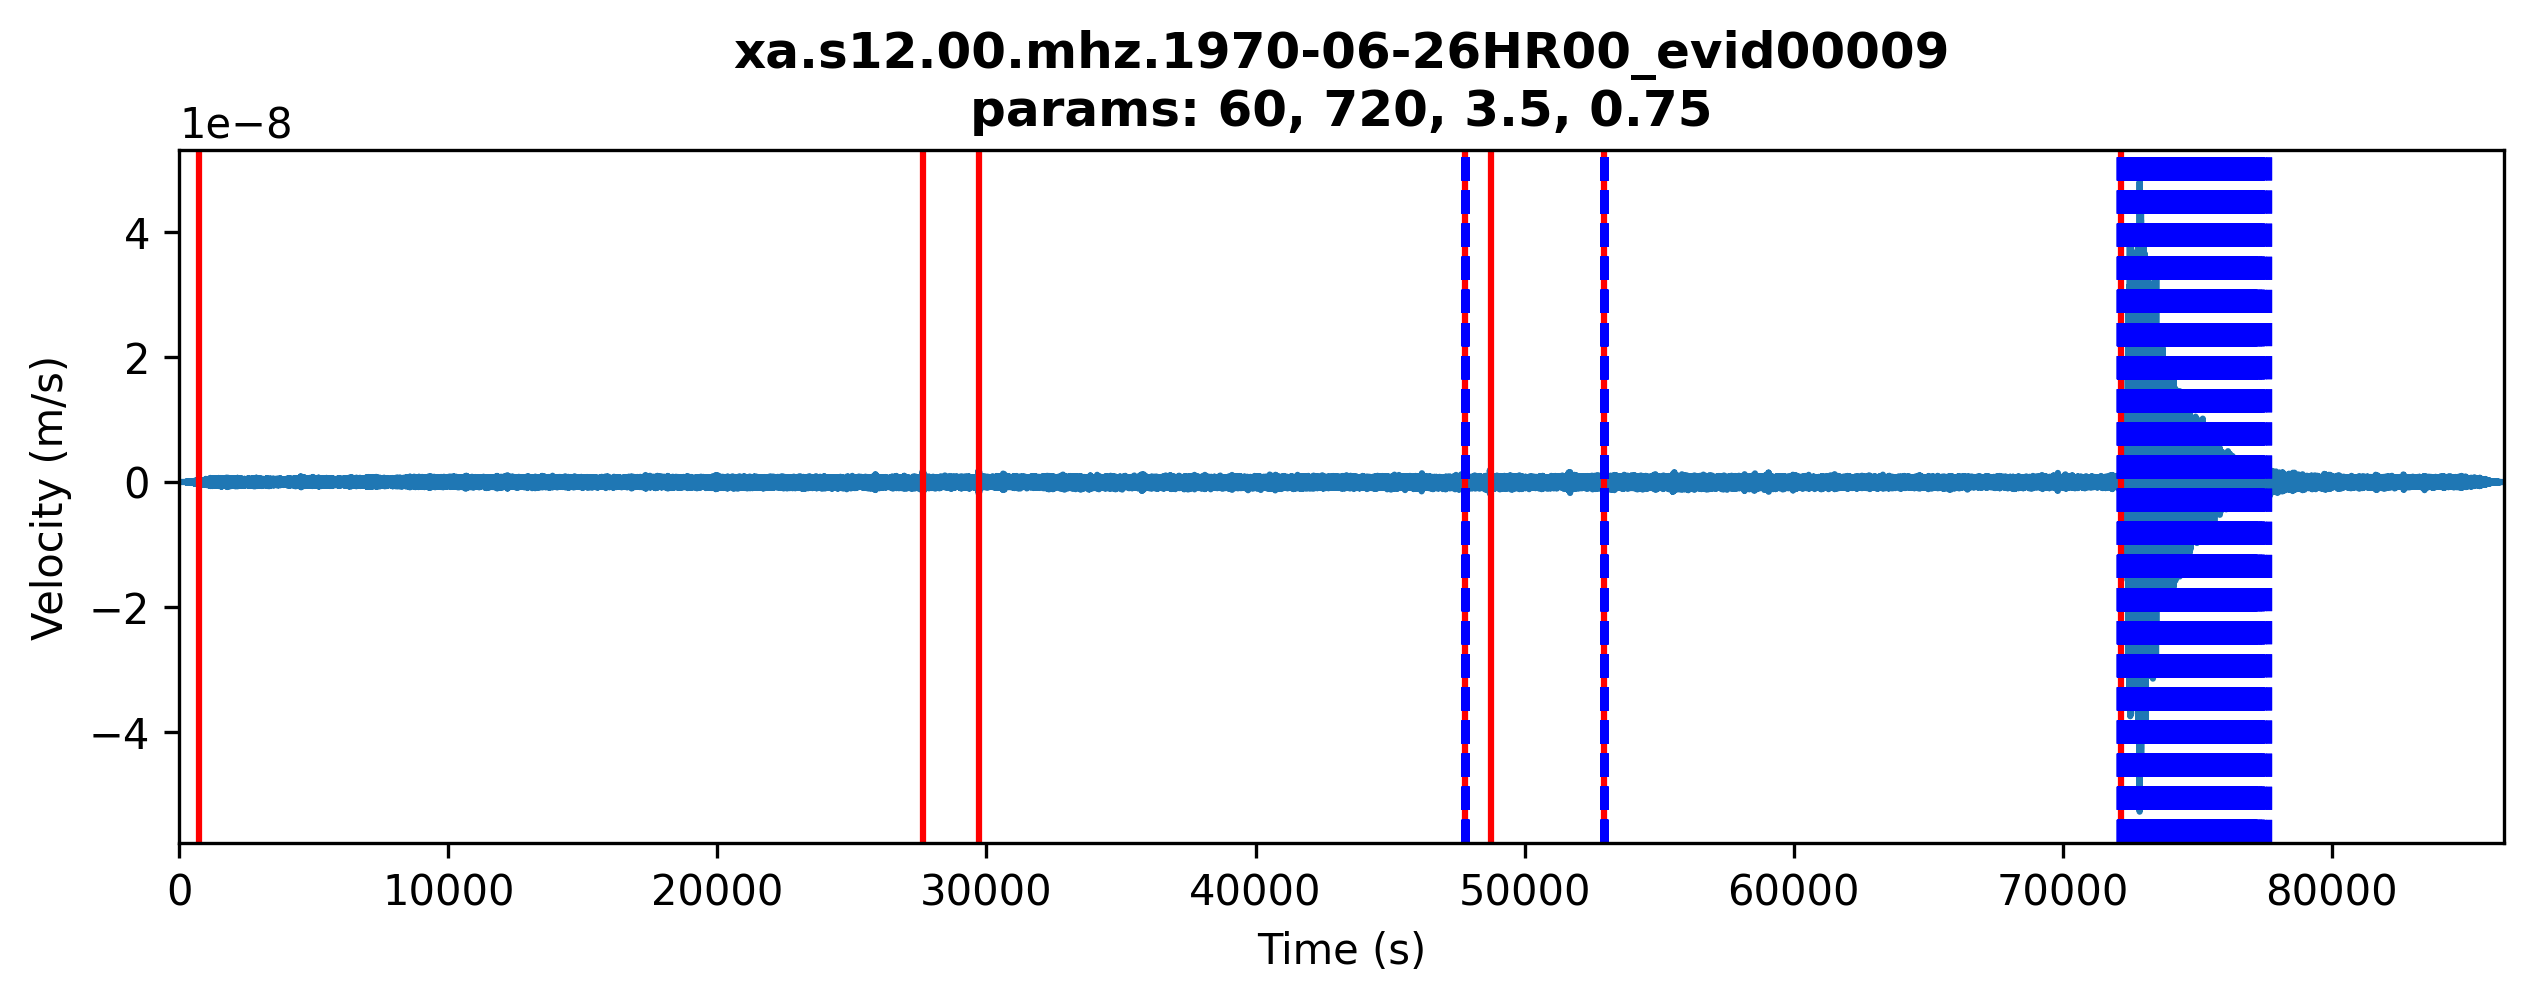 xa.s12.00.mhz.1970-06-26HR00_evid00009
params: 60, 720, 3.5, 0.75
1e−8
4
2
0
−2
−4
Velocity (m/s)
0 10000 20000 30000 40000 50000 60000 70000 80000
Time (s)